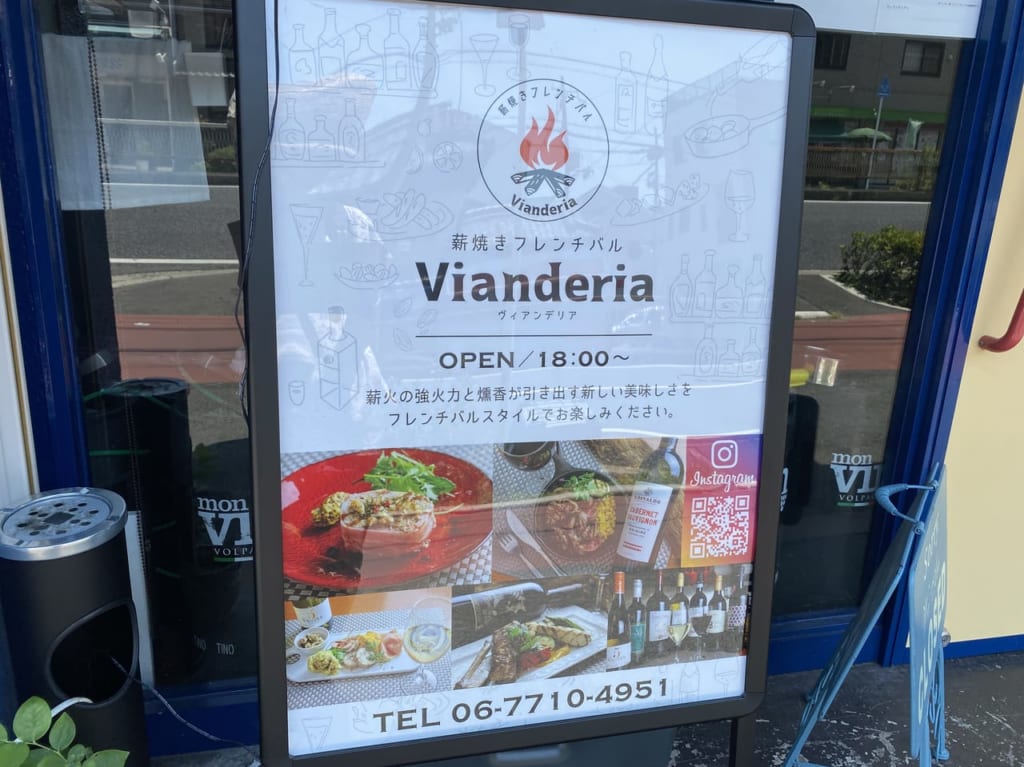 薪焼きフレンチバル
Vianderia
薪焼きフレンチバル
Vianderia
ヴィアンデリア
OPEN/18:00〜
薪火の強火力と燻香が引き出す新しい美味しさを
フレンチバルスタイルでお楽しみください。
Instagram
CABERNET
SAUVIGNON
TEL 06-7710-4951
mon
VI
VOLPA
TINO
mon
VI
VOLPA